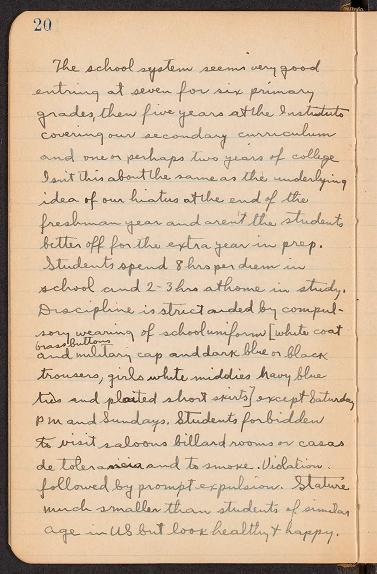 20
The school system seems very good
entring at seven for six primary
grades, then five years at the Instituto
covering our secondary curriculum
and one or perhaps two years of college
Isn't this about the same as the underlying
idea of our hiatus at the end of the
freshman year and aren't the students
better off for the extra year in prep.
Students spend 8 hrs per diem in
school and 2-3 hrs at home in study.
Discipline is strict aided by compul-
sory wearing of school uniform [white coat
brass buttons
and military cap and dark blue or black
trousers, girls white middies navy blue
ties and plaited short skirts] except Saturday
P M and Sundays. Students forbidden
to visit saloons billard rooms or casas
de tolerancia and to smoke. Violation
followed by prompt expulsion. Stature
much smaller than students of similar
age in US but look healthy + happy.